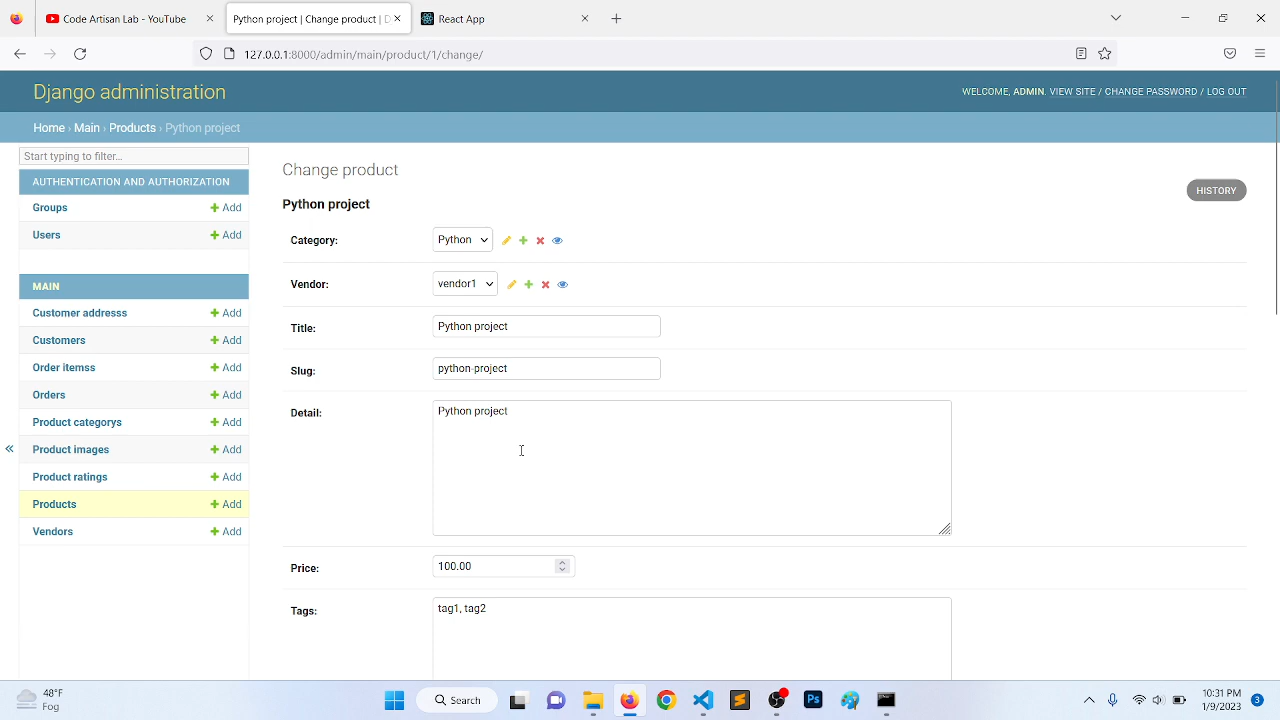 Code Artisan Lab - YouTube
Python project | Change product | D
React App
127.0.0.1:8000/admin/main/product/1/change/
Django administration
WELCOME, ADMIN. VIEW SITE / CHANGE PASSWORD / LOG OUT
Home › Main › Products › Python project
Start typing to filter...
AUTHENTICATION AND AUTHORIZATION
Groups + Add
Users + Add
MAIN
Customer addresss + Add
Customers + Add
Order itemss + Add
Orders + Add
Product categorys + Add
Product images + Add
Product ratings + Add
Products + Add
Vendors + Add
«
Change product
HISTORY
Python project
Category: Python
Vendor: vendor1
Title: Python project
Slug: python-project
Detail: Python project
Price: 100.00
Tags: tag1, tag2
48°F
Fog
Search
Ps
10:31 PM
1/9/2023
3